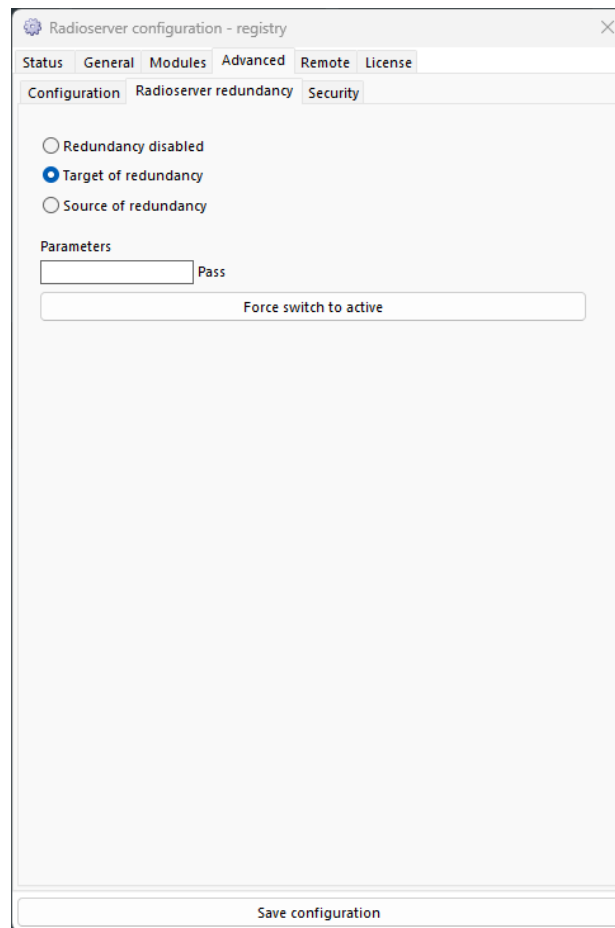 Radioserver configuration - registry
Status General Modules Advanced Remote License
Configuration Radioserver redundancy Security
Redundancy disabled
Target of redundancy
Source of redundancy
Parameters
Pass
Force switch to active
Save configuration